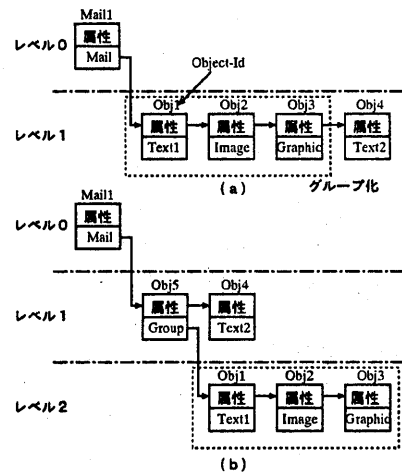 Mail1
レベル0
属性
Mail
Object-Id
Obj1 Obj2 Obj3 Obj4
レベル1
属性 属性 属性 属性
Text1 Image Graphic Text2
(a)
グループ化
Mail1
レベル0
属性
Mail
Obj5 Obj4
レベル1
属性 属性
Group Text2
Obj1 Obj2 Obj3
レベル2
属性 属性 属性
Text1 Image Graphic
(b)